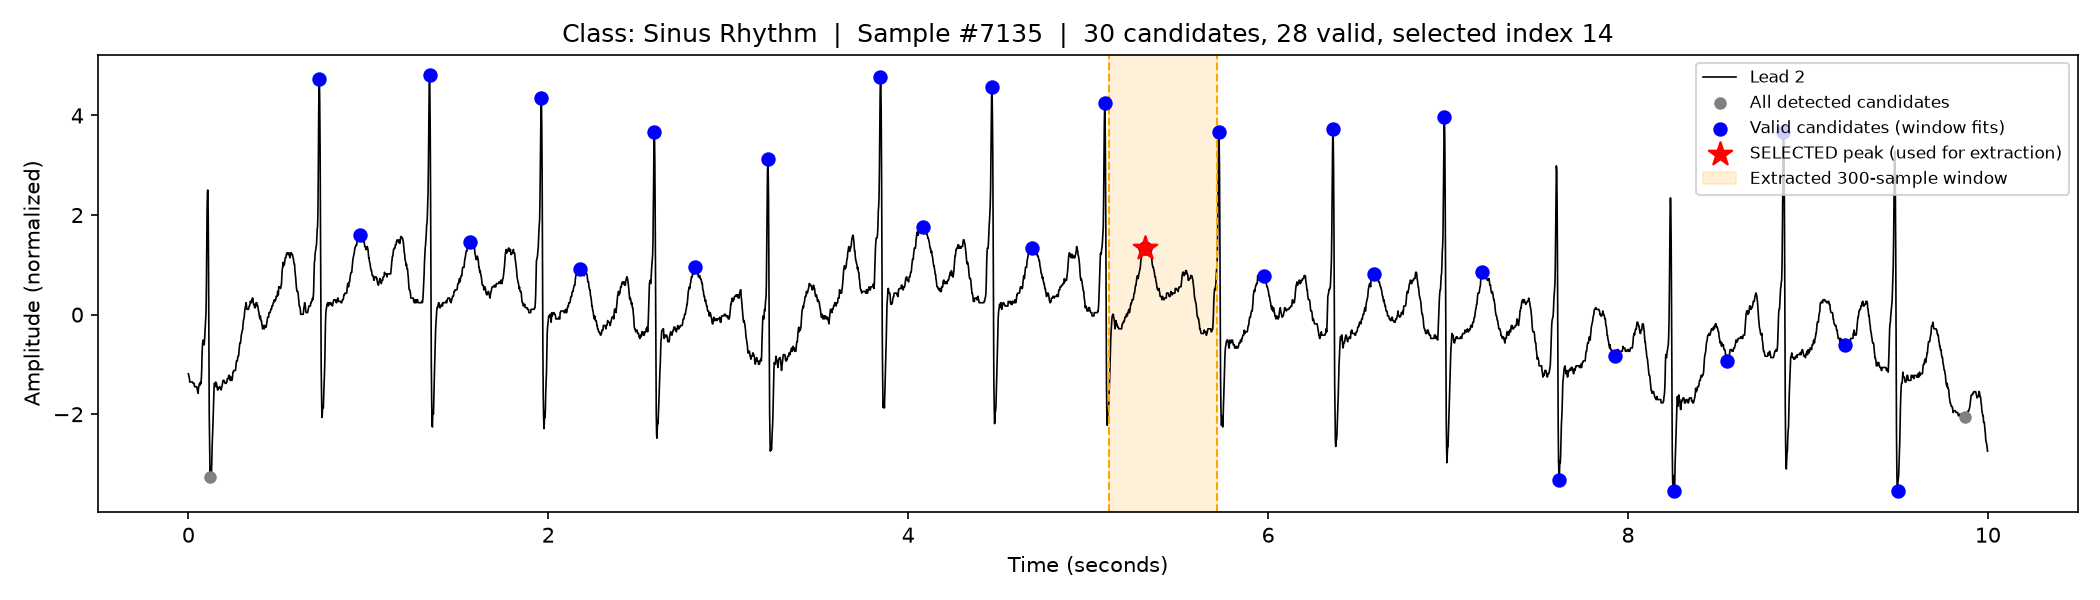 Class: Sinus Rhythm | Sample #7135 | 30 candidates, 28 valid, selected index 14
Lead 2
All detected candidates
Valid candidates (window fits)
SELECTED peak (used for extraction)
Extracted 300-sample window
Amplitude (normalized)
4
2
0
−2
0
2
4
6
8
10
Time (seconds)